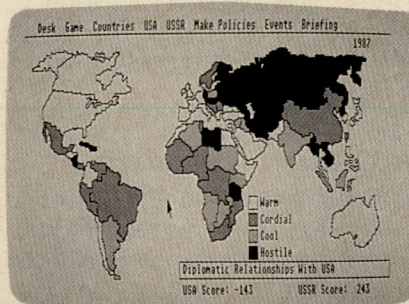 Desk Game Countries USA USSR Make Policies Events Briefing
1987
Warm
Cordial
Cool
Hostile
Diplomatic Relationships With USA
USA Score: -143 USSR Score: 243